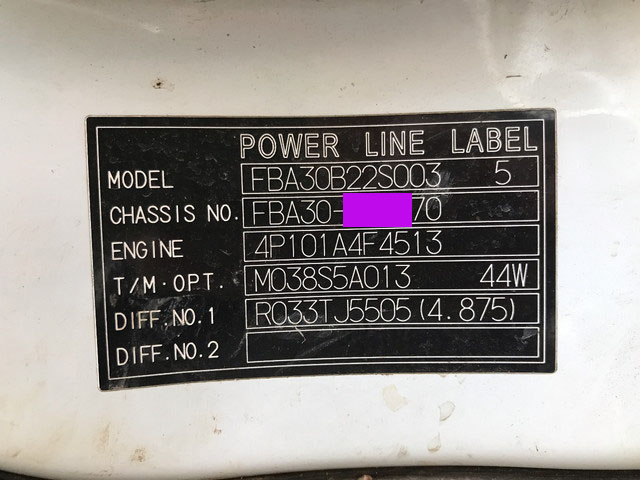 POWER LINE LABEL
MODEL FBA30B22S003 5
CHASSIS NO. FBA30- 70
ENGINE 4P101A4F4513
T/M·OPT. M038S5A013 44W
DIFF.NO.1 R033TJ5505(4.875)
DIFF.NO.2